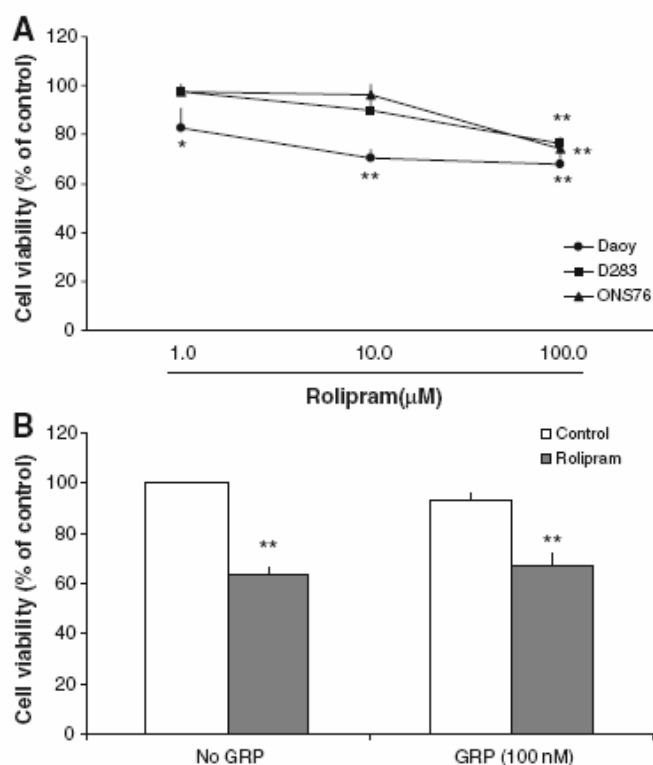 A
120
100
80
60
40
20
0
Cell viability (% of control)
*
**
**
**
**
Daoy
D283
ONS76
1.0 10.0 100.0
Rolipram(μM)
B
120
100
80
60
40
20
0
Cell viability (% of control)
Control
Rolipram
**
**
No GRP GRP (100 nM)